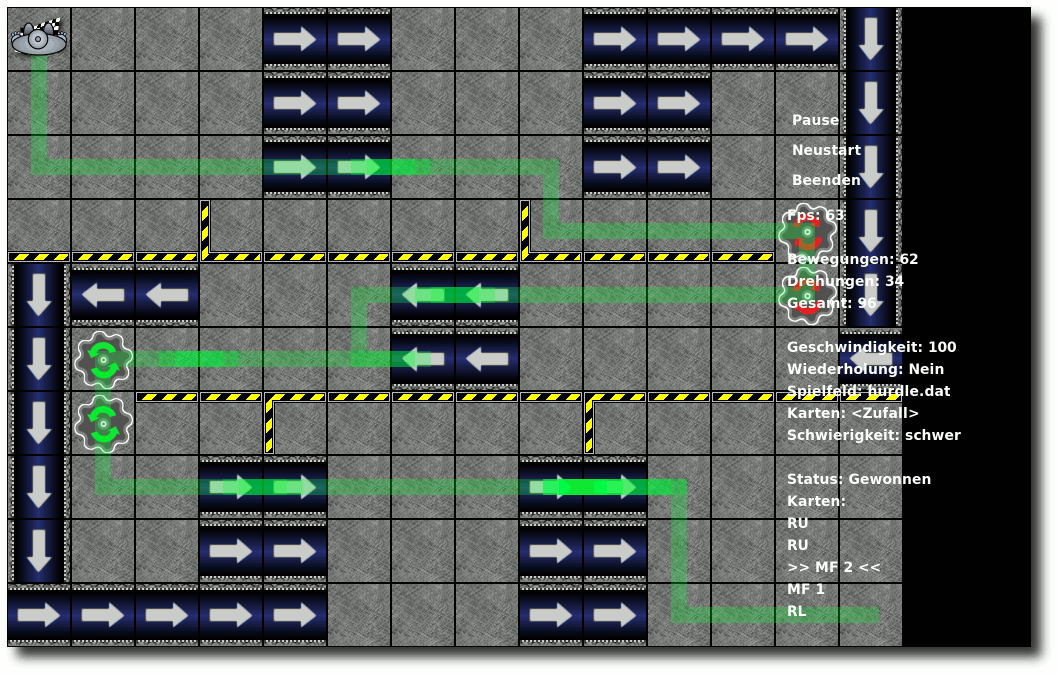 Pause
Neustart
Beenden
Fps: 63
Bewegungen: 62
Drehungen: 34
Gesamt: 96
Geschwindigkeit: 100
Wiederholung: Nein
Spielfeld: hurdle.dat
Karten: <Zufall>
Schwierigkeit: schwer
Status: Gewonnen
Karten:
RU
RU
>> MF 2 <<
MF 1
RL